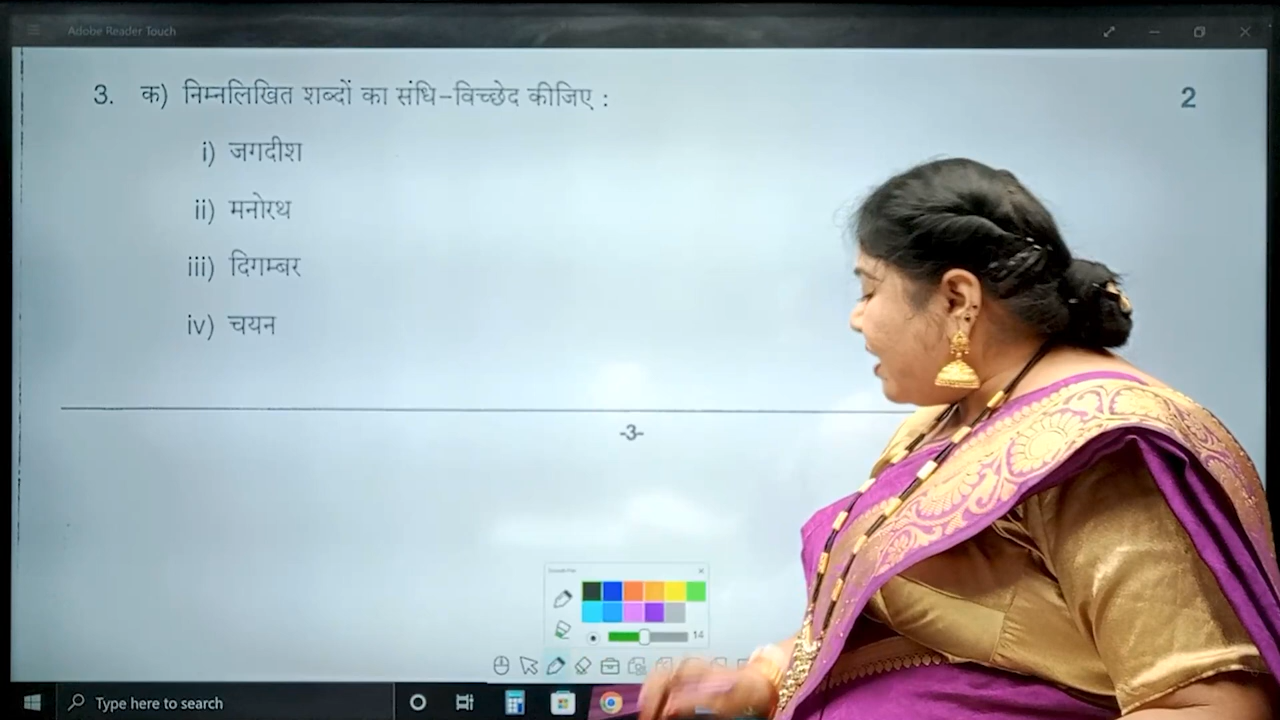 Adobe Reader Touch
3. क) निम्नलिखित शब्दों का संधि-विच्छेद कीजिए : 2
i) जगदीश
ii) मनोरथ
iii) दिगम्बर
iv) चयन
-3-
14
Type here to search